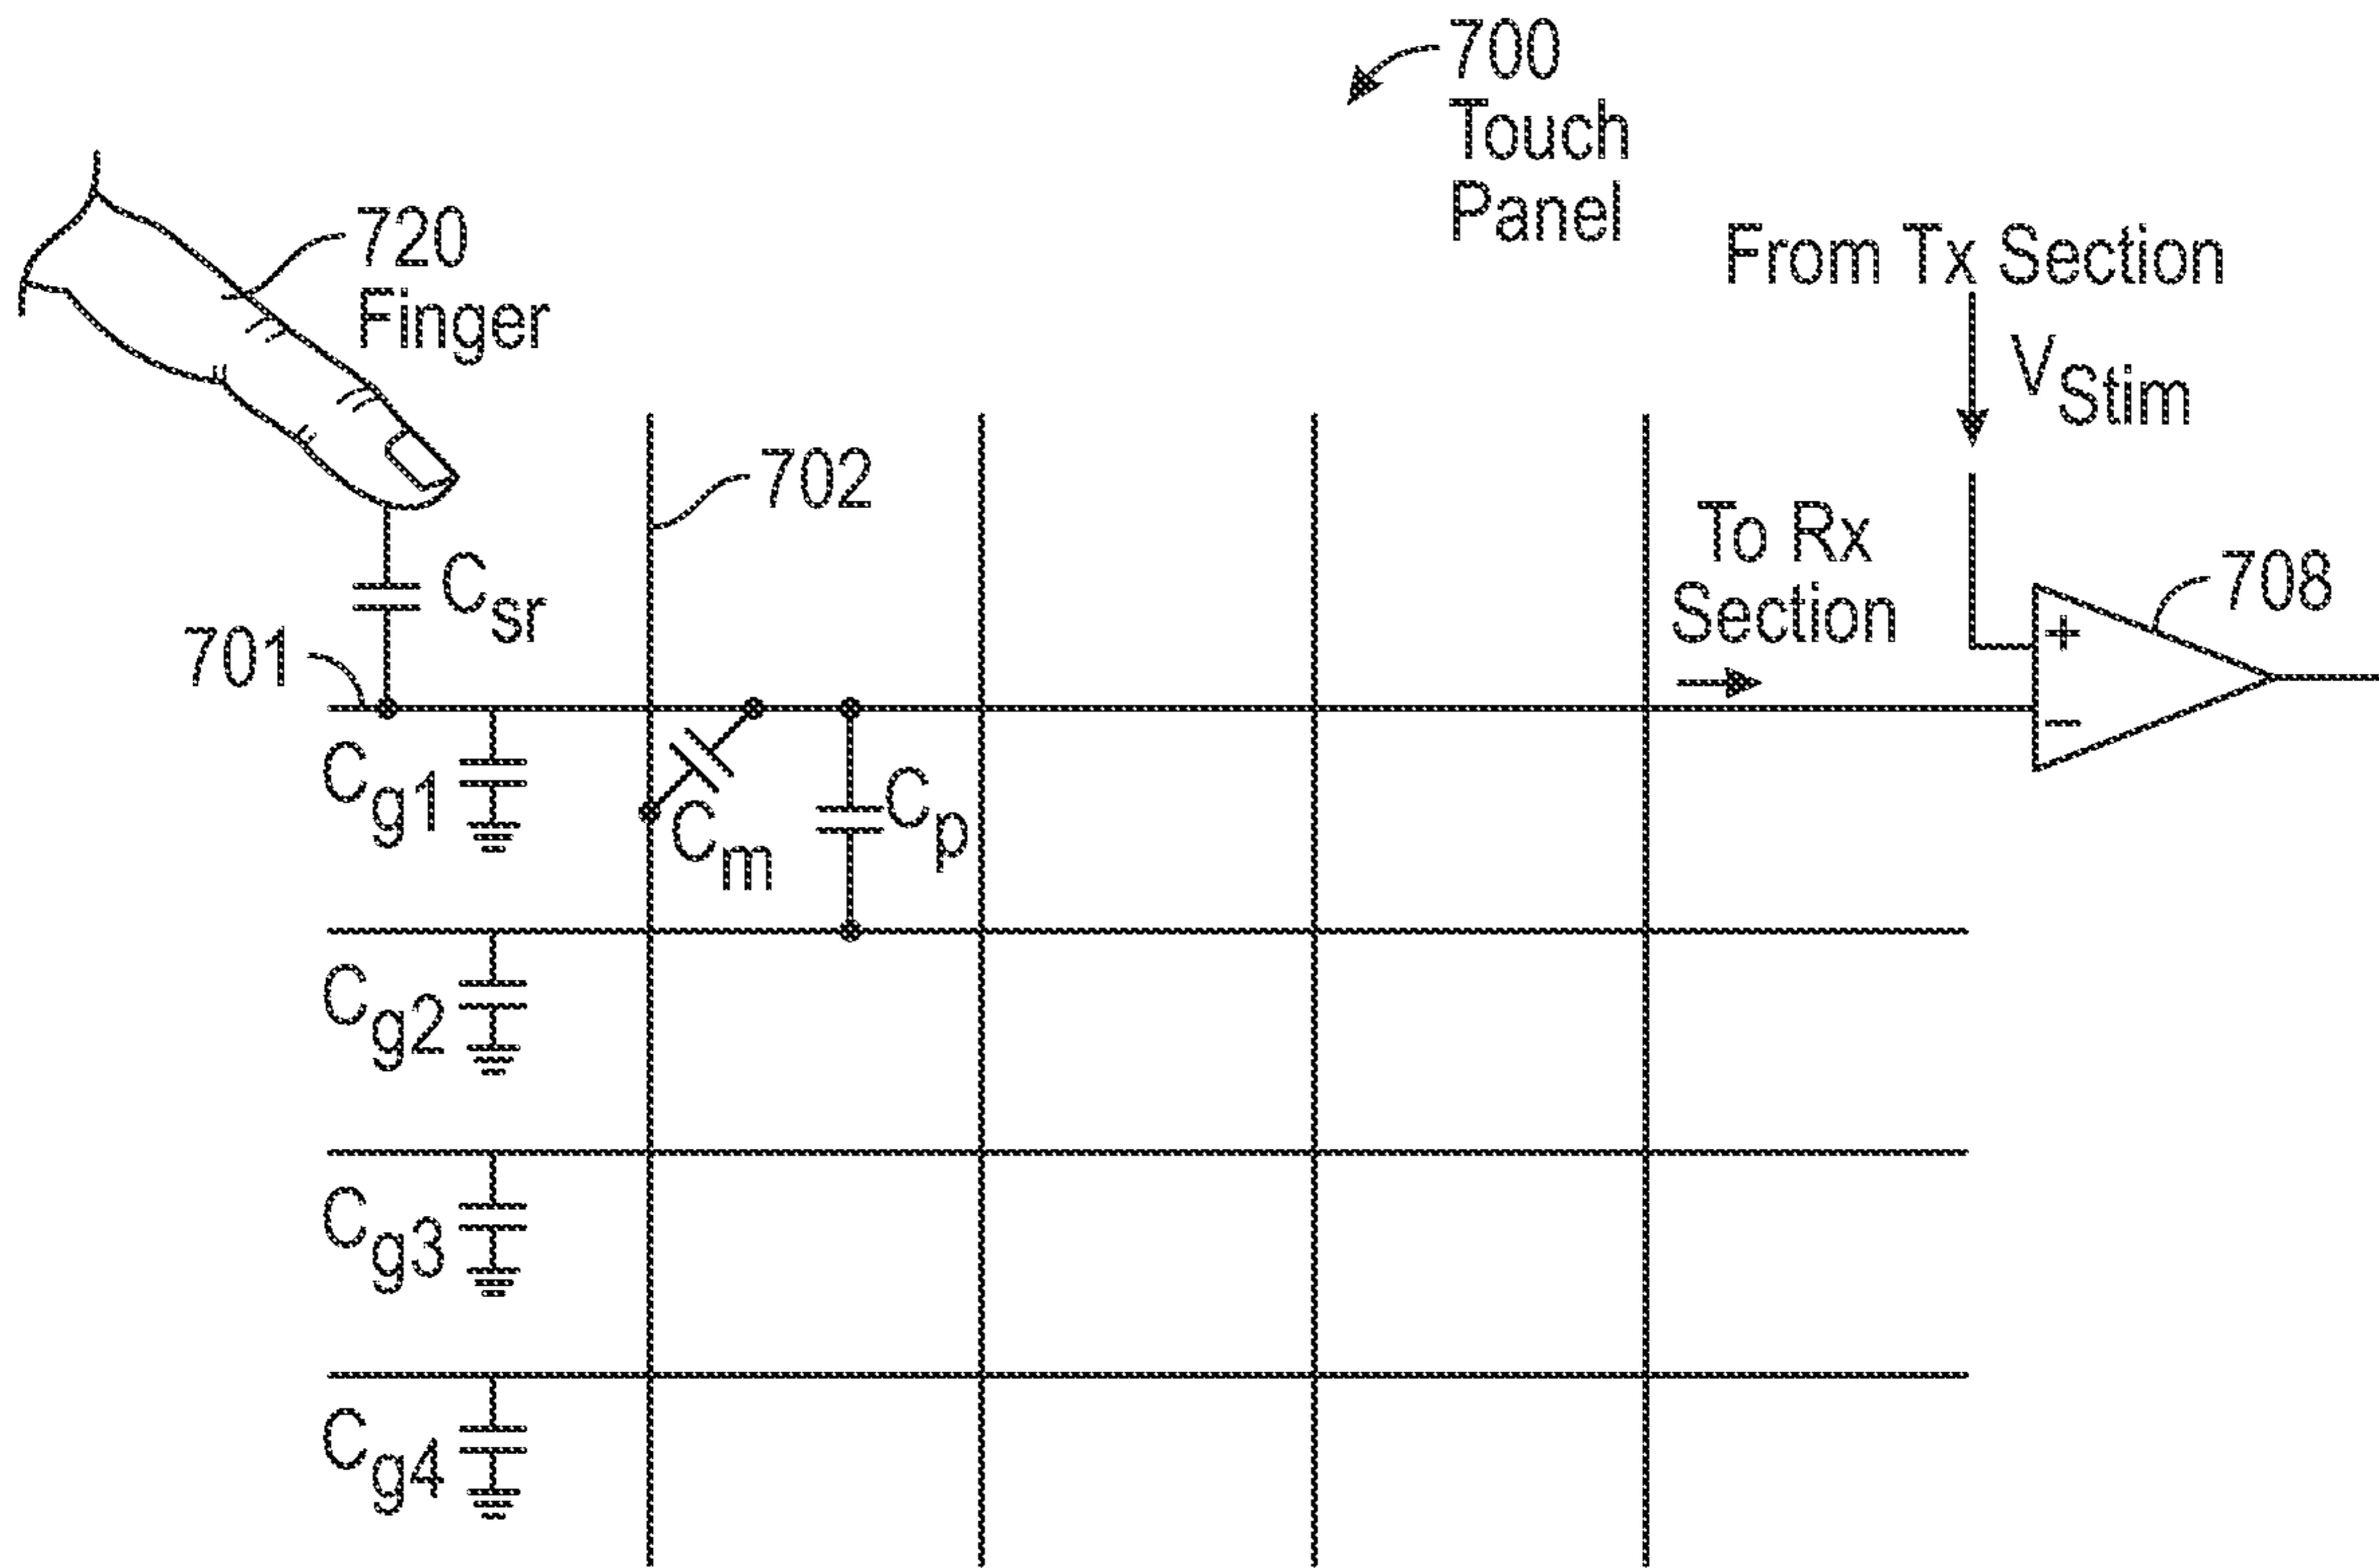 700
Touch
Panel
720
Finger
From Tx Section
VStim
702
To Rx
Section
708
Csr
701
+
−
Cg1
Cm
Cp
Cg2
Cg3
Cg4